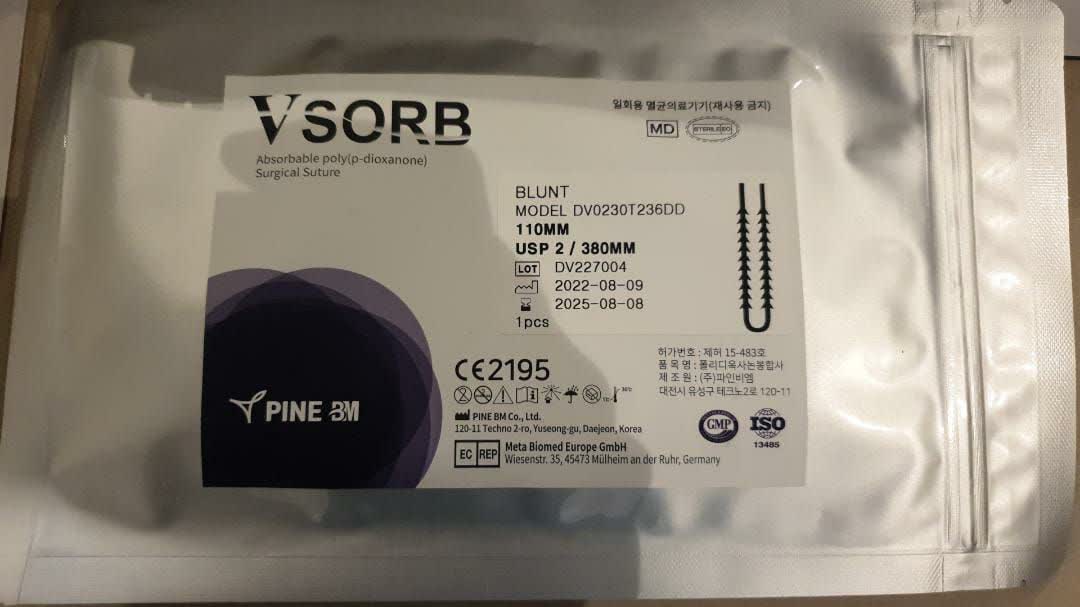 VSORB
Absorbable poly(p-dioxanone)
Surgical Suture
일회용 멸균의료기기(재사용 금지)
MD STERILE EO
BLUNT
MODEL DV0230T236DD
110MM
USP 2 / 380MM
LOT DV227004
2022-08-09
2025-08-08
1pcs
CE2195
PINE BM Co., Ltd.
120-11 Techno 2-ro, Yuseong-gu, Daejeon, Korea
EC REP Meta Biomed Europe GmbH
Wiesenstr. 35, 45473 Mülheim an der Ruhr, Germany
허가번호 : 제허 15-483호
품 목 명 : 폴리디옥사논봉합사
제 조 원 : (주)파인비엠
대전시 유성구 테크노2로 120-11
GMP
ISO
13485
PINE BM